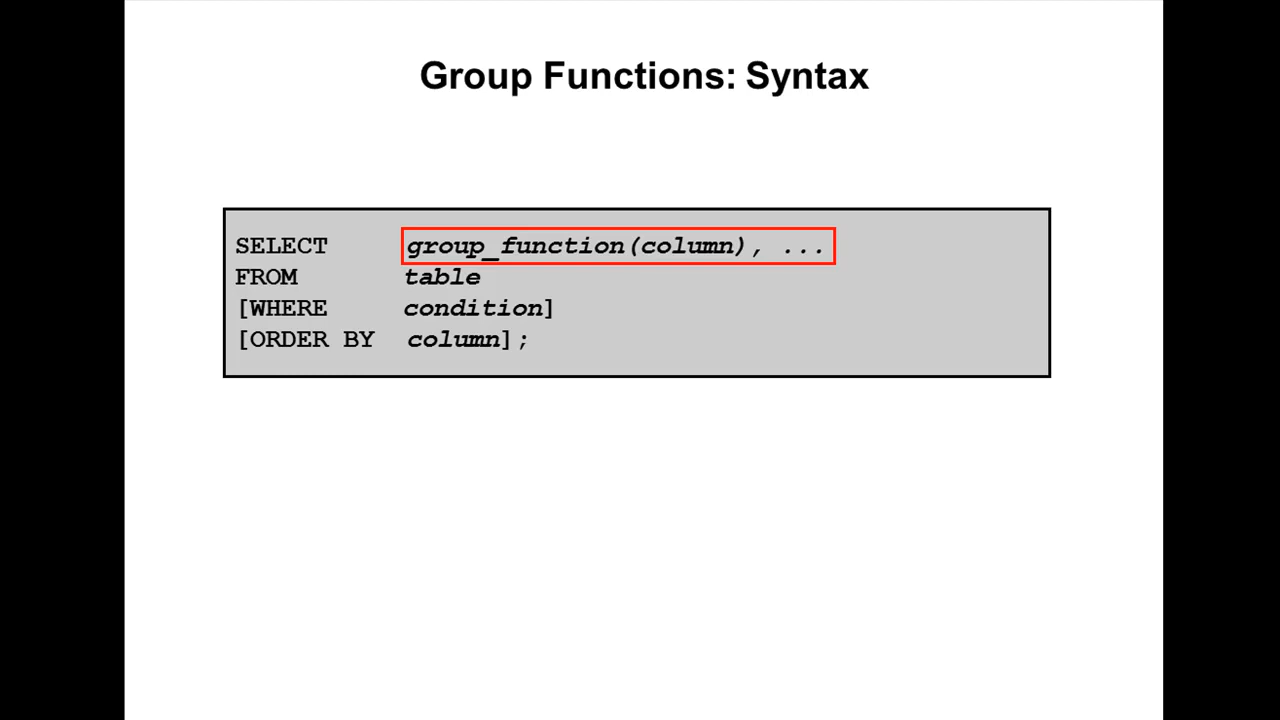 Group Functions: Syntax
SELECT group_function(column), ...
FROM table
[WHERE condition]
[ORDER BY column];